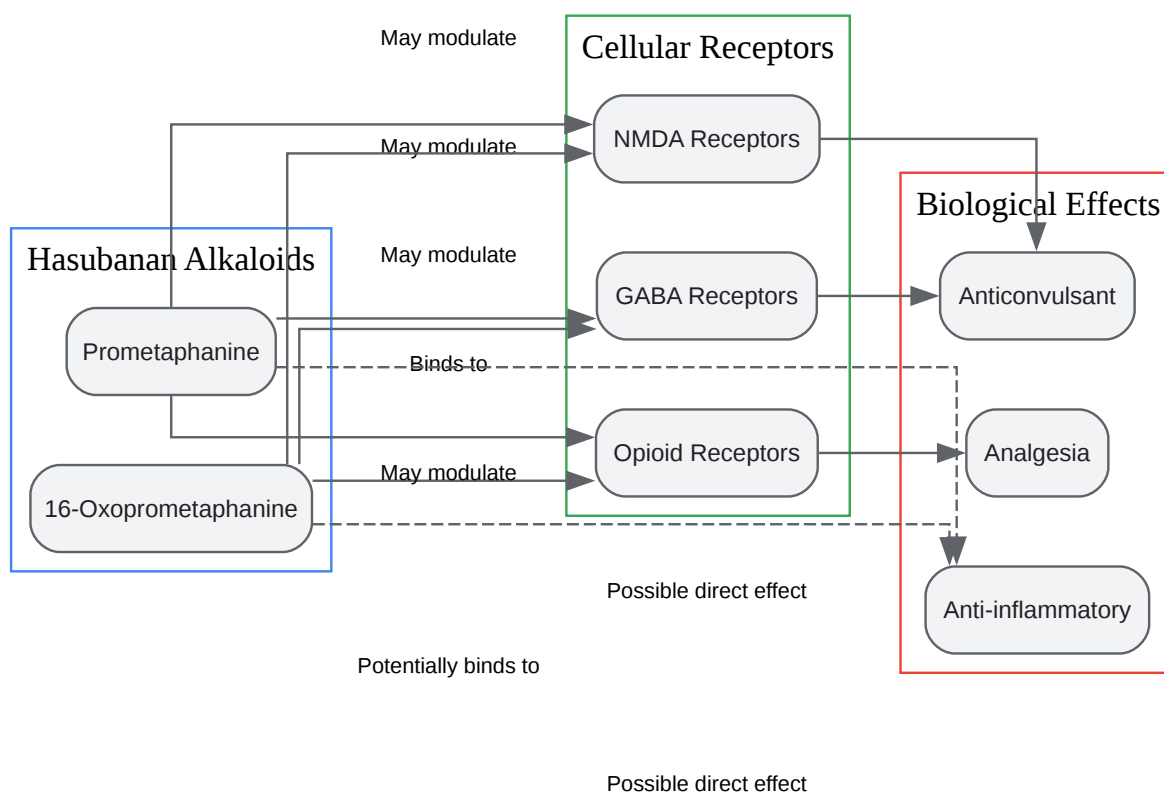 May modulate
Cellular Receptors
NMDA Receptors
May modulate
Biological Effects
Hasubanan Alkaloids
May modulate
GABA Receptors
Anticonvulsant
Prometaphanine
Binds to
Opioid Receptors
Analgesia
May modulate
16-Oxoprometaphanine
Possible direct effect
Anti-inflammatory
Potentially binds to
Possible direct effect